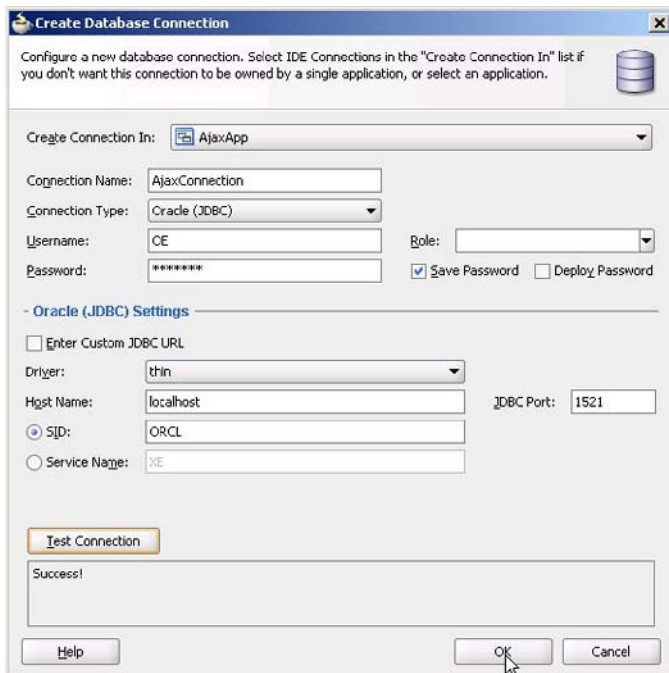 Create Database Connection
Configure a new database connection. Select IDE Connections in the "Create Connection In" list if
you don't want this connection to be owned by a single application, or select an application.
Create Connection In: AjaxApp
Connection Name: AjaxConnection
Connection Type: Oracle (JDBC)
Username: OE Role:
Password: ******* Save Password Deploy Password
Oracle (JDBC) Settings
Enter Custom JDBC URL
Driver: thin
Host Name: localhost JDBC Port: 1521
SID: ORCL
Service Name: XE
Test Connection
Success!
Help OK Cancel